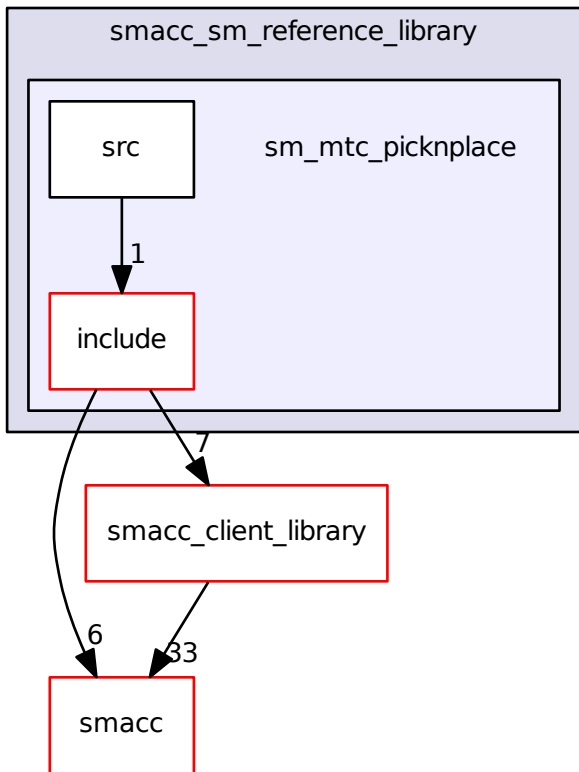 smacc_sm_reference_library
src
sm_mtc_picknplace
1
include
7
smacc_client_library
6
33
smacc